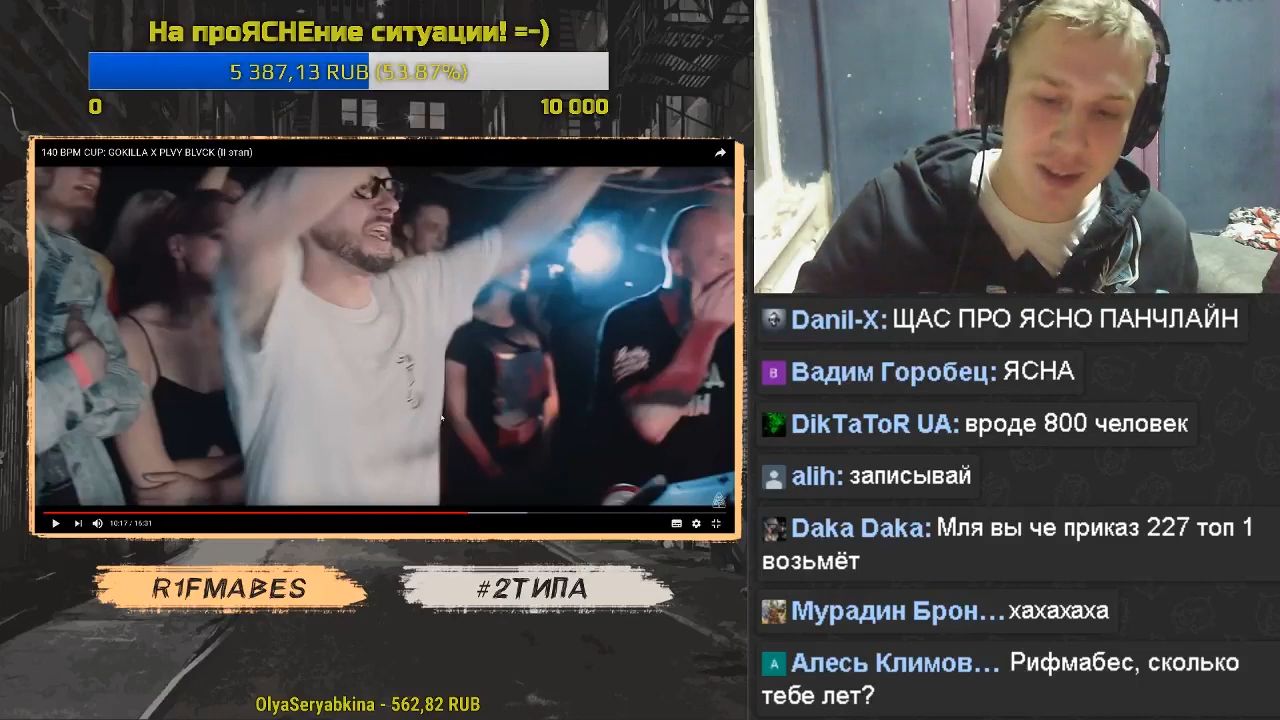 На проЯСНЕние ситуации! =-)
5 387,13 RUB (53.87%)
0
10 000
140 BPM CUP: GOKILLA X PLVY BLVCK (II этап)
10:17 / 16:31
R1FMABES
#2ТИПА
OlyaSeryabkina - 562,82 RUB
Danil-X: ЩАС ПРО ЯСНО ПАНЧЛАЙН
В Вадим Горобец: ЯСНА
DikTaToR UA: вроде 800 человек
alih: записывай
Daka Daka: Мля вы че приказ 227 топ 1
возьмёт
Мурадин Брон... хахахаха
А Алесь Климов... Рифмабес, сколько
тебе лет?